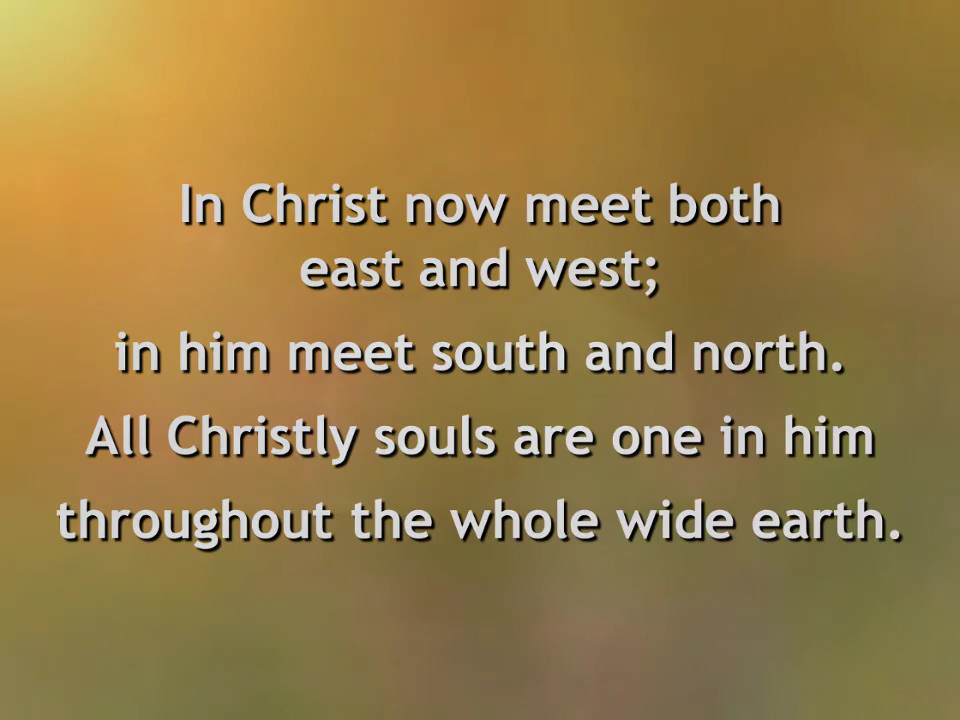 In Christ now meet both
east and west;
in him meet south and north.
All Christly souls are one in him
throughout the whole wide earth.